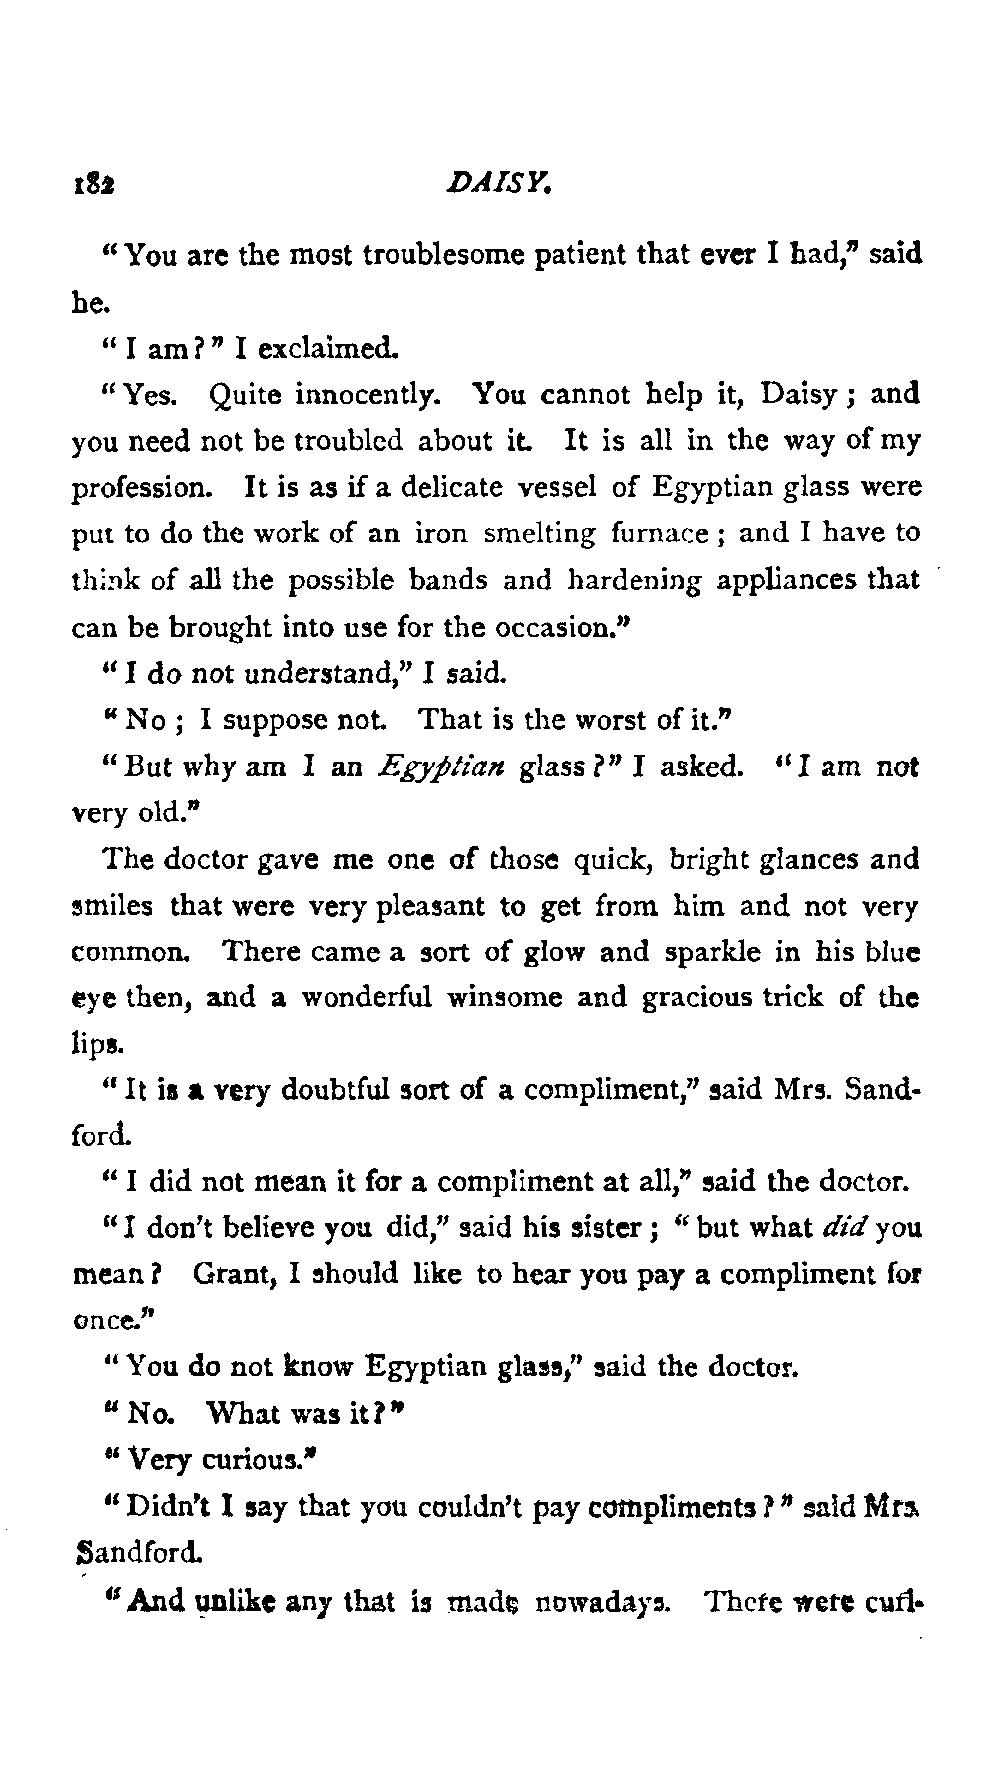 182 DAISY.
"You are the most troublesome patient that ever I had," said
he.
"I am?" I exclaimed.
"Yes. Quite innocently. You cannot help it, Daisy; and
you need not be troubled about it. It is all in the way of my
profession. It is as if a delicate vessel of Egyptian glass were
put to do the work of an iron smelting furnace; and I have to
think of all the possible bands and hardening appliances that
can be brought into use for the occasion."
"I do not understand," I said.
"No; I suppose not. That is the worst of it."
"But why am I an Egyptian glass?" I asked. "I am not
very old."
The doctor gave me one of those quick, bright glances and
smiles that were very pleasant to get from him and not very
common. There came a sort of glow and sparkle in his blue
eye then, and a wonderful winsome and gracious trick of the
lips.
"It is a very doubtful sort of a compliment," said Mrs. Sand-
ford.
"I did not mean it for a compliment at all," said the doctor.
"I don't believe you did," said his sister; "but what did you
mean? Grant, I should like to hear you pay a compliment for
once."
"You do not know Egyptian glass," said the doctor.
"No. What was it?"
"Very curious."
"Didn't I say that you couldn't pay compliments?" said Mrs.
Sandford.
"And unlike any that is made nowadays. There were curi-